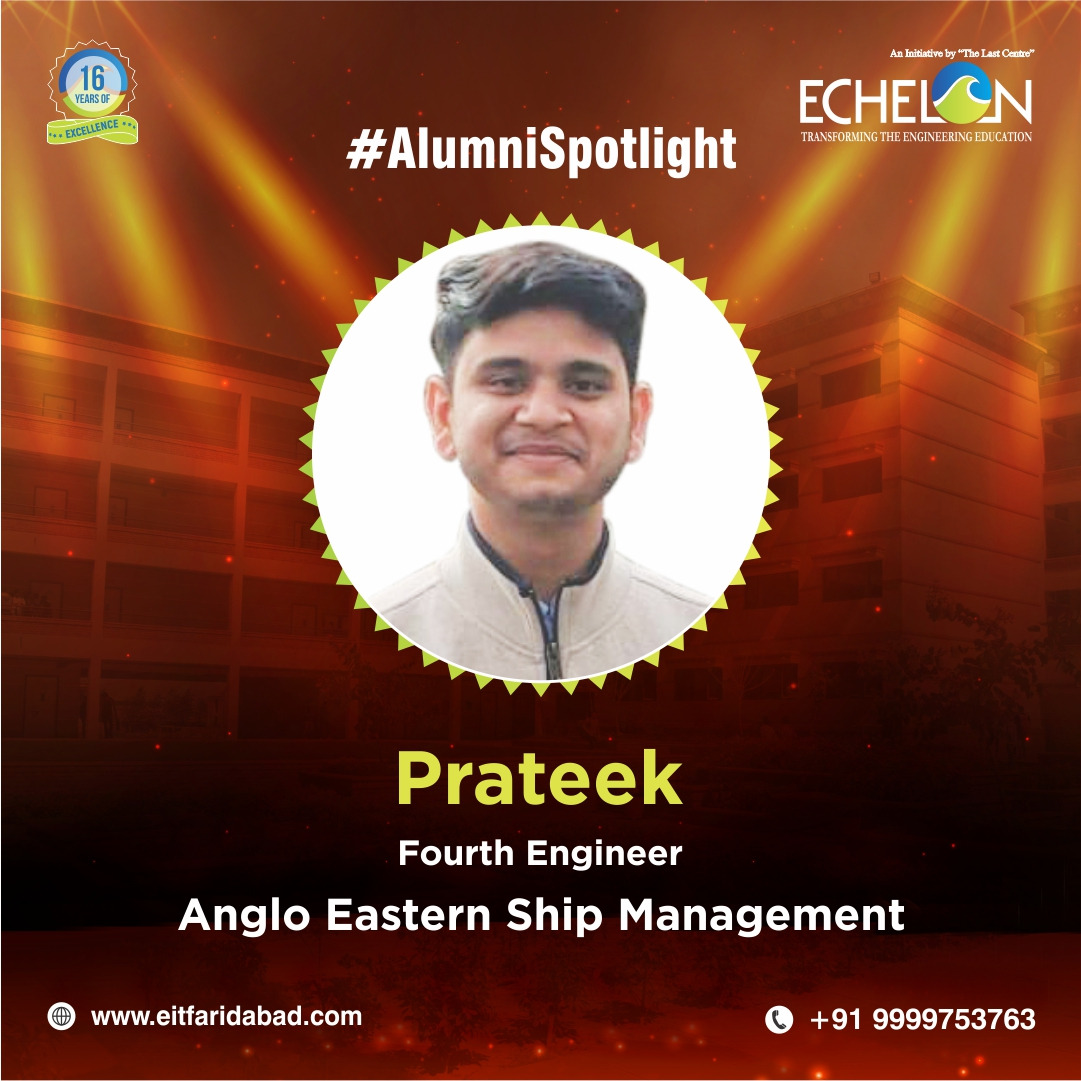 16
YEARS OF
EXCELLENCE
An Initiative by "The Last Centre"
ECHELON
TRANSFORMING THE ENGINEERING EDUCATION
#AlumniSpotlight
Prateek
Fourth Engineer
Anglo Eastern Ship Management
www.eitfaridabad.com
+91 9999753763